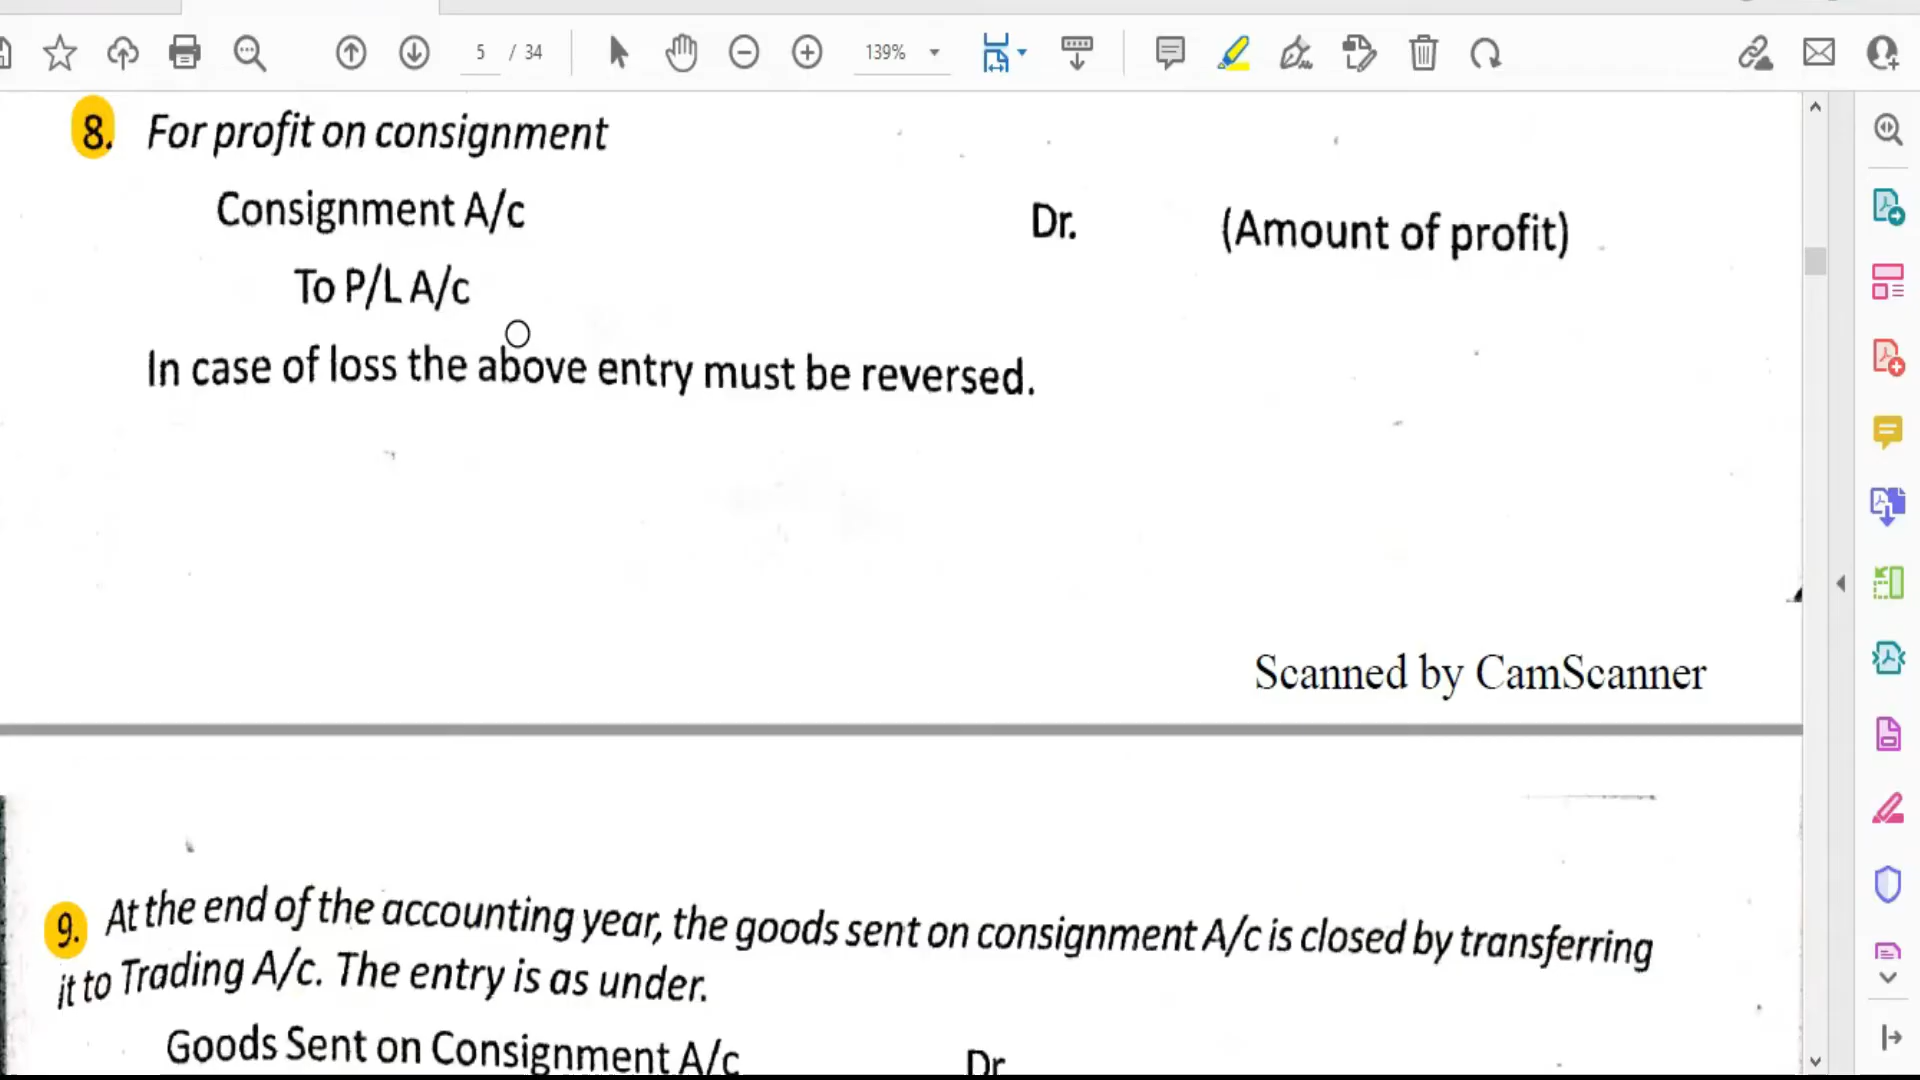 5 / 34
139%
8. For profit on consignment
Consignment A/c Dr. (Amount of profit)
To P/L A/c
In case of loss the above entry must be reversed.
Scanned by CamScanner
9. At the end of the accounting year, the goods sent on consignment A/c is closed by transferring
it to Trading A/c. The entry is as under.
Goods Sent on Consignment A/c Dr